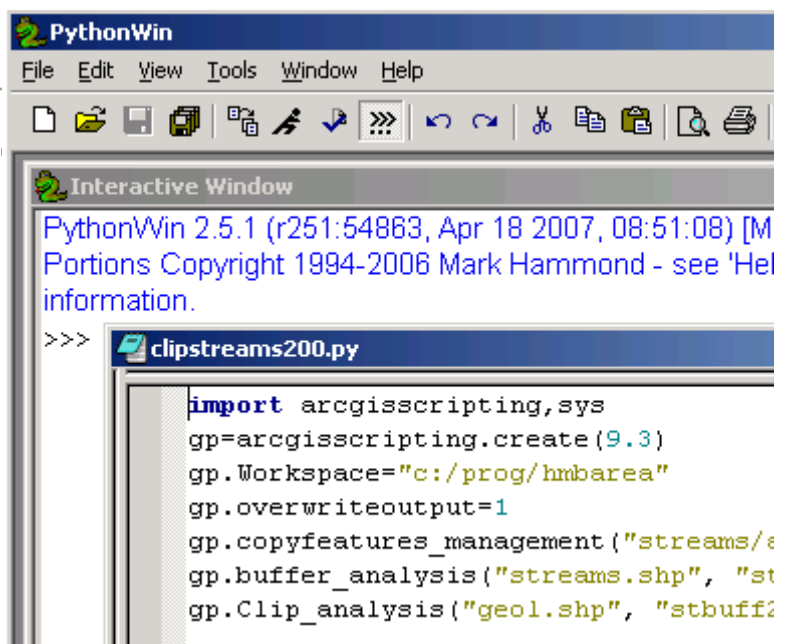 PythonWin
File Edit View Tools Window Help
Interactive Window
PythonWin 2.5.1 (r251:54863, Apr 18 2007, 08:51:08) [M
Portions Copyright 1994-2006 Mark Hammond - see 'Hel
information.
>>>
clipstreams200.py
import arcgisscripting,sys
gp=arcgisscripting.create(9.3)
gp.Workspace="c:/prog/hmbarea"
gp.overwriteoutput=1
gp.copyfeatures_management("streams/a
gp.buffer_analysis("streams.shp", "st
gp.Clip_analysis("geol.shp", "stbuff2